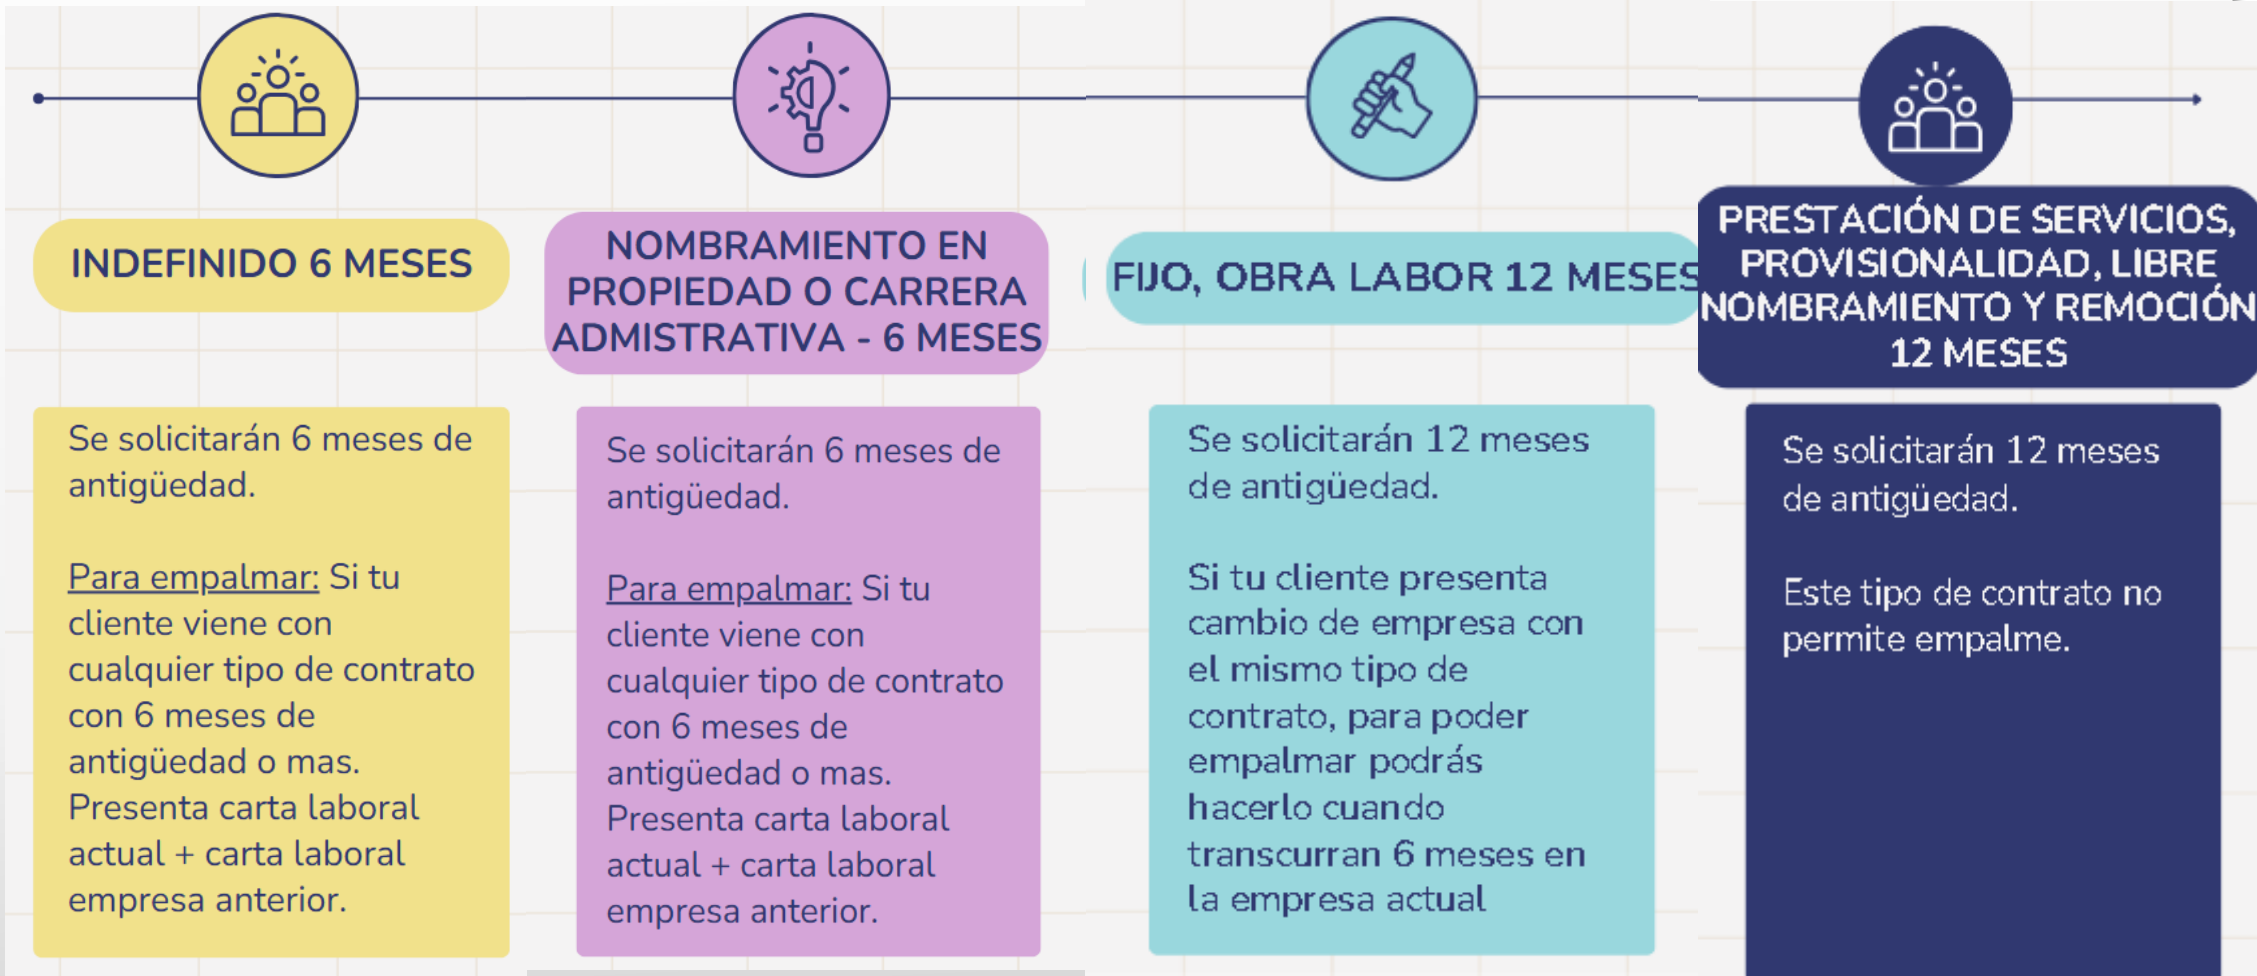 INDEFINIDO 6 MESES
Se solicitarán 6 meses de
antigüedad.
Para empalmar: Si tu
cliente viene con
cualquier tipo de contrato
con 6 meses de
antigüedad o mas.
Presenta carta laboral
actual + carta laboral
empresa anterior.
NOMBRAMIENTO EN
PROPIEDAD O CARRERA
ADMISTRATIVA - 6 MESES
Se solicitarán 6 meses de
antigüedad.
Para empalmar: Si tu
cliente viene con
cualquier tipo de contrato
con 6 meses de
antigüedad o mas.
Presenta carta laboral
actual + carta laboral
empresa anterior.
FIJO, OBRA LABOR 12 MESES
Se solicitarán 12 meses
de antigüedad.
Si tu cliente presenta
cambio de empresa con
el mismo tipo de
contrato, para poder
empalmar podrás
hacerlo cuando
transcurran 6 meses en
la empresa actual
PRESTACIÓN DE SERVICIOS,
PROVISIONALIDAD, LIBRE
NOMBRAMIENTO Y REMOCIÓN
12 MESES
Se solicitarán 12 meses
de antigüedad.
Este tipo de contrato no
permite empalme.